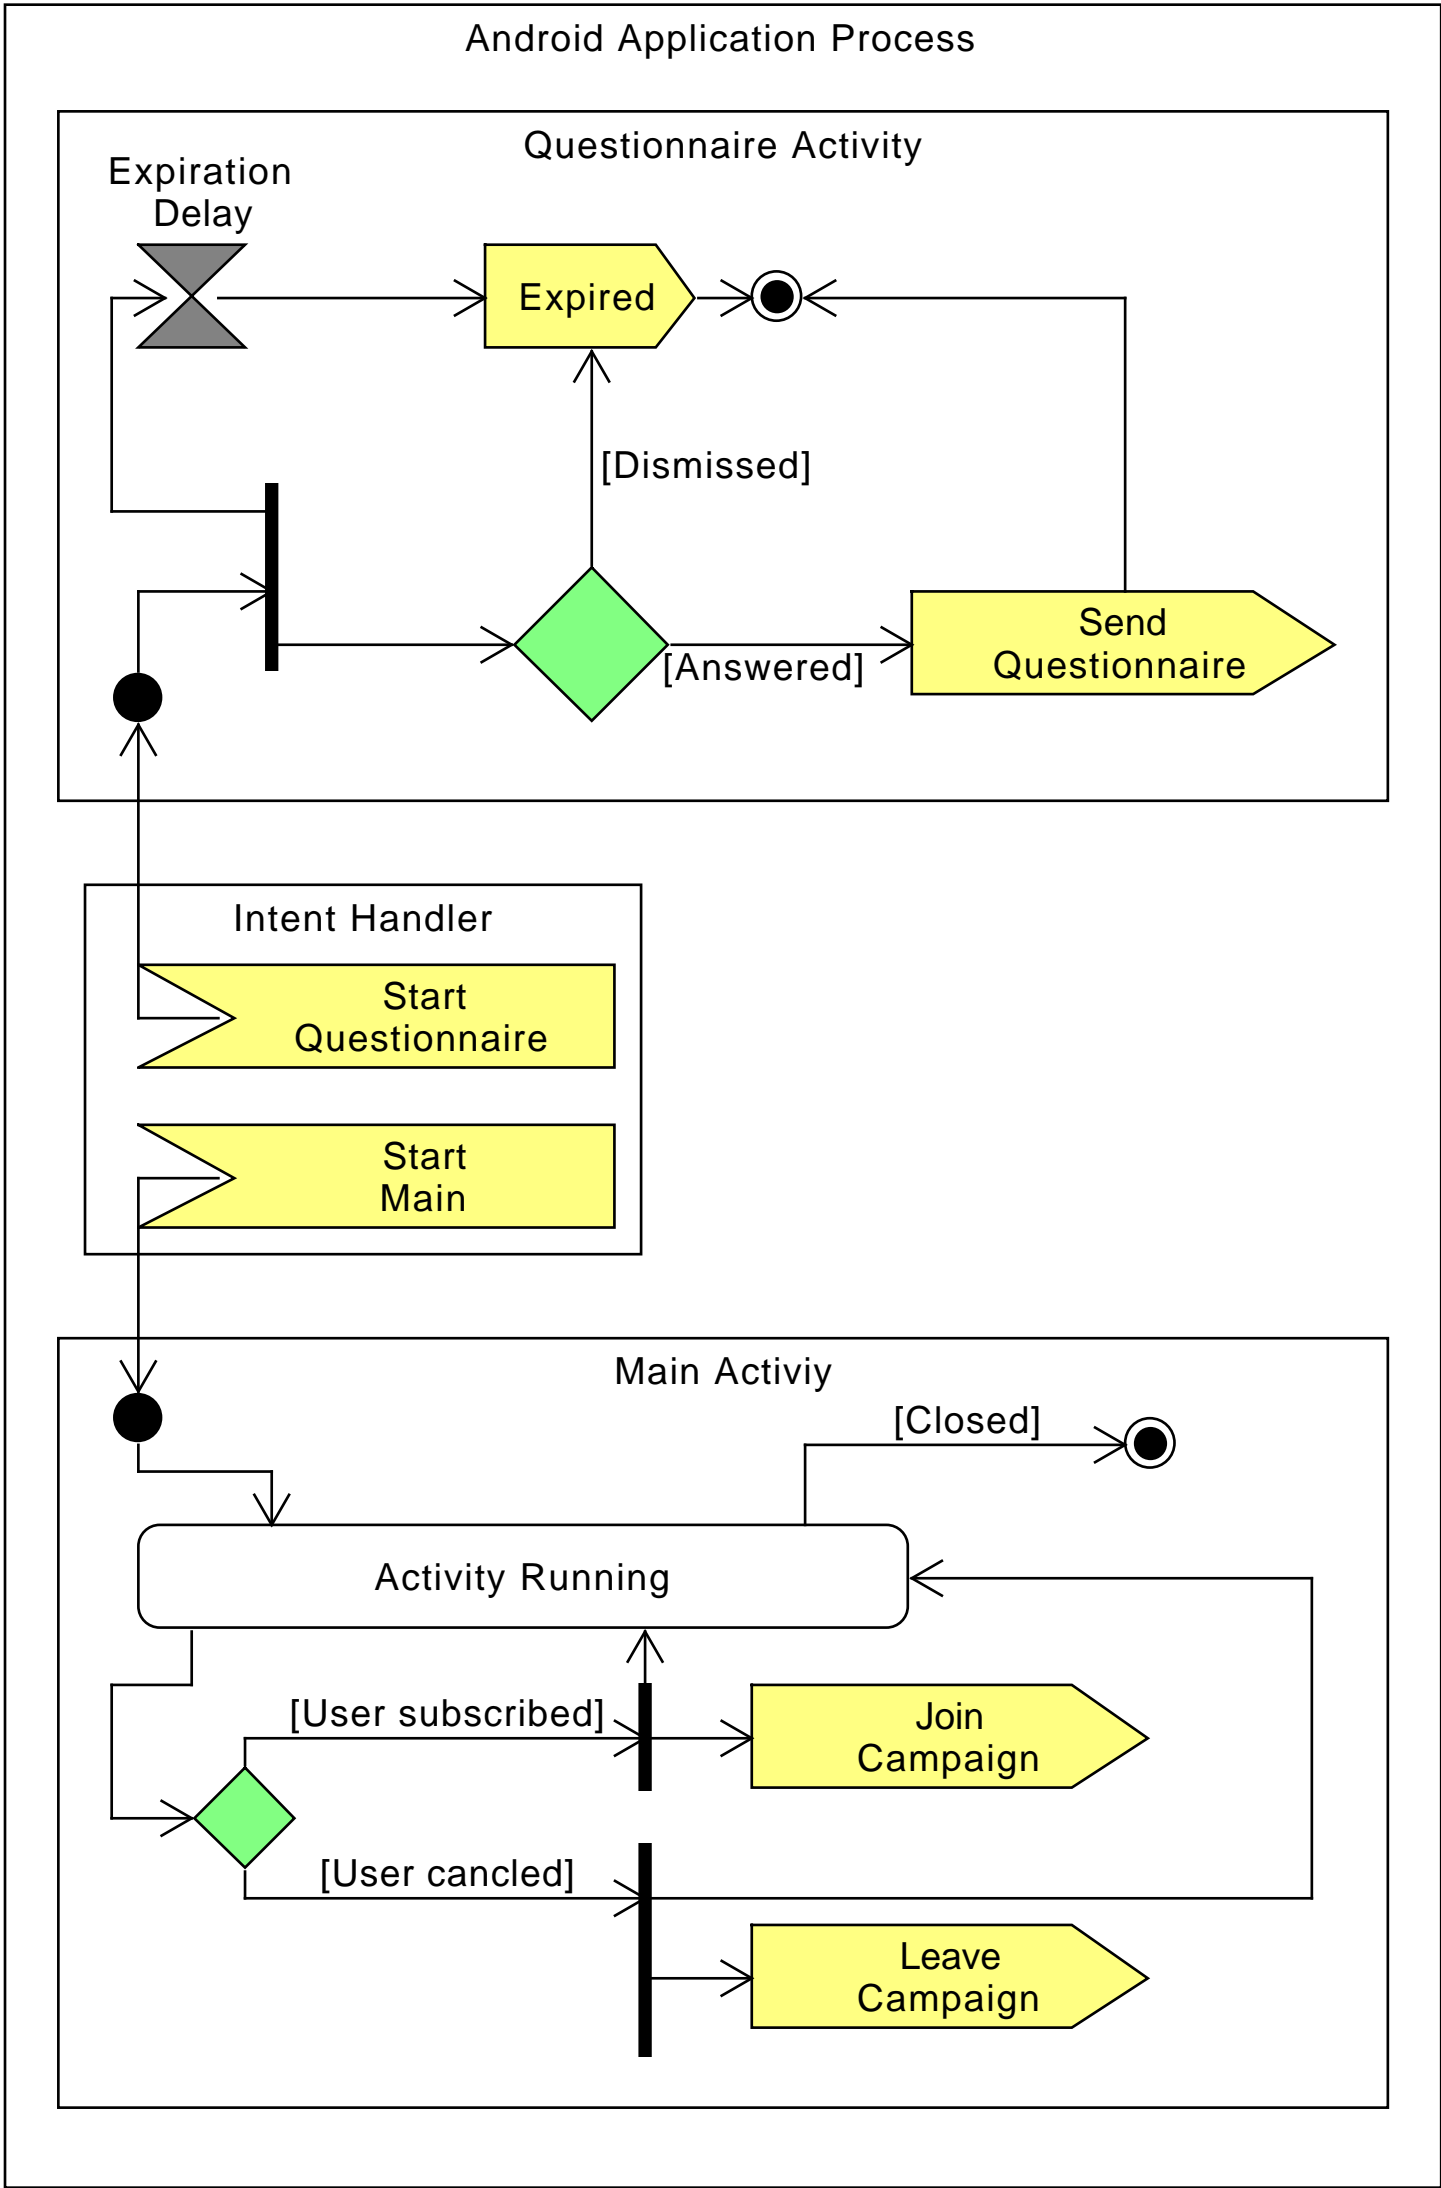 Android Application Process
Questionnaire Activity
Expiration
Delay
Expired
[Dismissed]
Send
Questionnaire
[Answered]
Intent Handler
Start
Questionnaire
Start
Main
Main Activiy
[Closed]
Activity Running
[User subscribed]
Join
Campaign
[User cancled]
Leave
Campaign